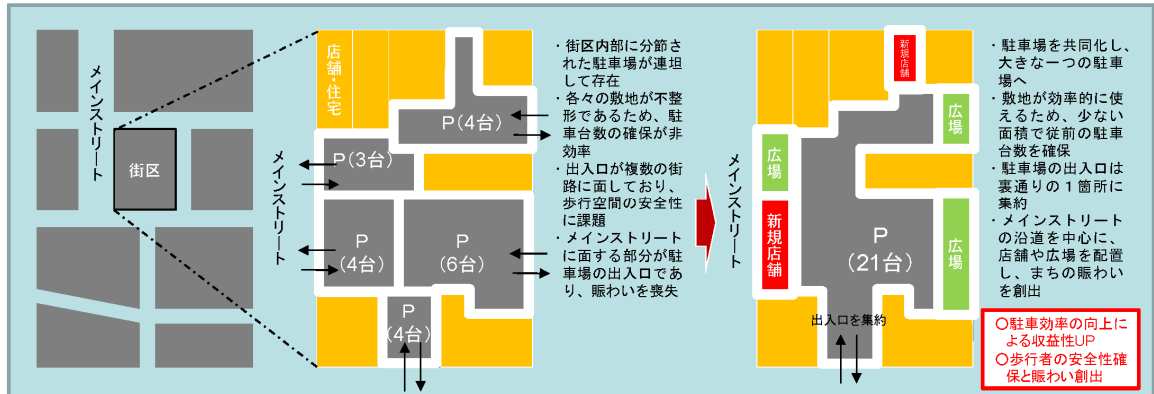 メインストリート
街区
店舗・住宅
P(4台)
P(3台)
メインストリート
P
(4台)
P
(6台)
P
(4台)
・街区内部に分節さ
れた駐車場が連坦
して存在
・各々の敷地が不整
形であるため、駐
車台数の確保が非
効率
・出入口が複数の街
路に面しており、
歩行空間の安全性
に課題
・メインストリート
に面する部分が駐
車場の出入口であ
り、賑わいを喪失
メインストリート
新規店舗
広場
広場
新規店舗
広場
P
(21台)
出入口を集約
・駐車場を共同化し、
大きな一つの駐車
場へ
・敷地が効率的に使
えるため、少ない
面積で従前の駐車
台数を確保
・駐車場の出入口は
裏通りの１箇所に
集約
・メインストリート
の沿道を中心に、
店舗や広場を配置
し、まちの賑わい
を創出
○駐車効率の向上に
よる収益性UP
○歩行者の安全性確
保と賑わい創出